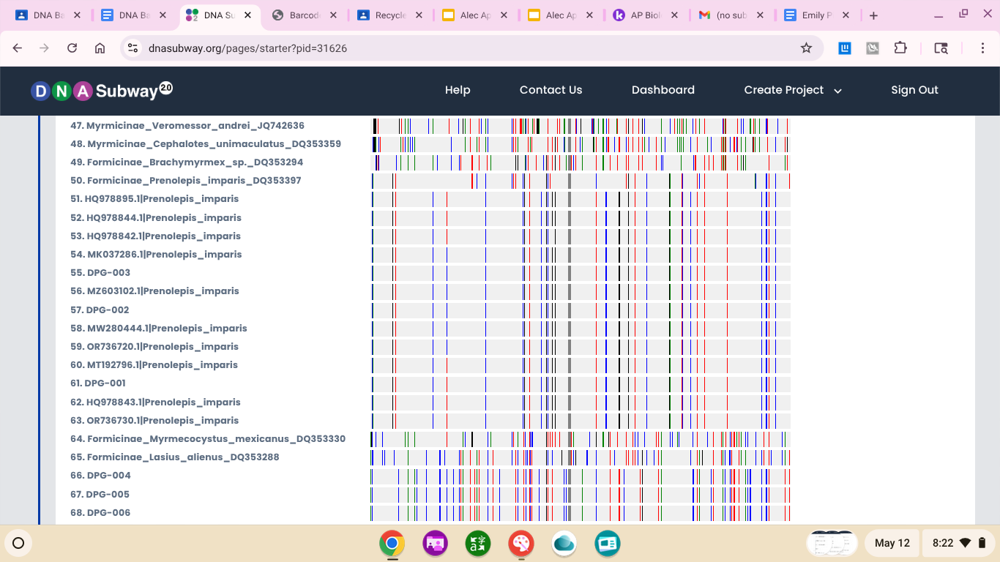 DNA Ba
DNA Ba
DNA Su
Barcod
Recycle
Alec Ap
Alec Ap
AP Biol
(no sub
Emily P
dnasubway.org/pages/starter?pid=31626
DNA Subway 2.0
Help
Contact Us
Dashboard
Create Project
Sign Out
47. Myrmicinae_Veromessor_andrei_JQ742636
48. Myrmicinae_Cephalotes_unimaculatus_DQ353359
49. Formicinae_Brachymyrmex_sp._DQ353294
50. Formicinae_Prenolepis_imparis_DQ353397
51. HQ978895.1|Prenolepis_imparis
52. HQ978844.1|Prenolepis_imparis
53. HQ978842.1|Prenolepis_imparis
54. MK037286.1|Prenolepis_imparis
55. DPG-003
56. MZ603102.1|Prenolepis_imparis
57. DPG-002
58. MW280444.1|Prenolepis_imparis
59. OR736720.1|Prenolepis_imparis
60. MT192796.1|Prenolepis_imparis
61. DPG-001
62. HQ978843.1|Prenolepis_imparis
63. OR736730.1|Prenolepis_imparis
64. Formicinae_Myrmecocystus_mexicanus_DQ353330
65. Formicinae_Lasius_alienus_DQ353288
66. DPG-004
67. DPG-005
68. DPG-006
May 12
8:22